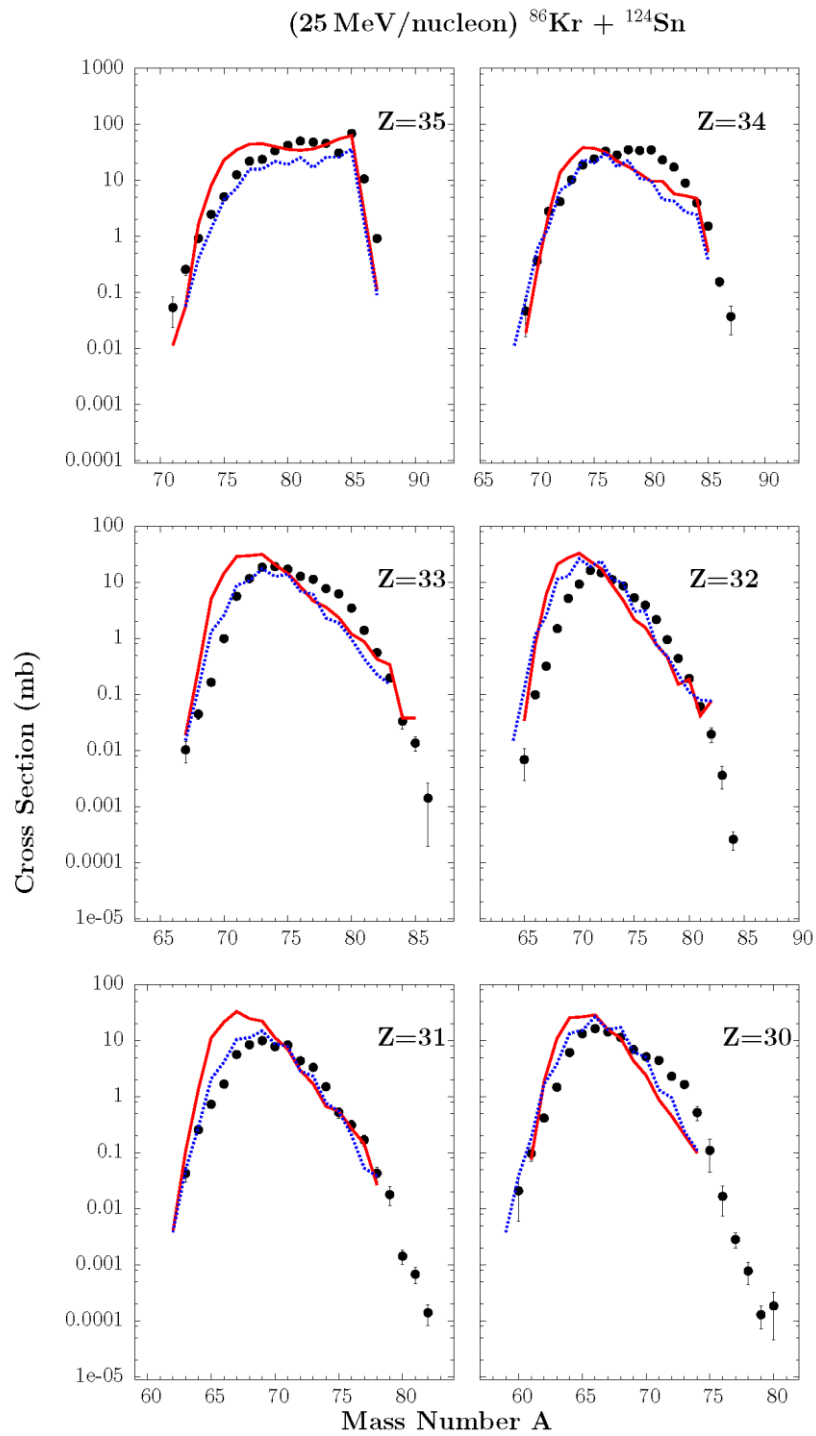 (25 MeV/nucleon) ⁸⁶Kr + ¹²⁴Sn
1000
100
10
1
0.1
0.01
0.001
0.0001
Z=35
70 75 80 85 90
Z=34
65 70 75 80 85 90
100
10
1
0.1
0.01
0.001
0.0001
1e-05
Z=33
65 70 75 80 85
Z=32
65 70 75 80 85 90
Cross Section (mb)
100
10
1
0.1
0.01
0.001
0.0001
1e-05
Z=31
60 65 70 75 80
Z=30
60 65 70 75 80
Mass Number A